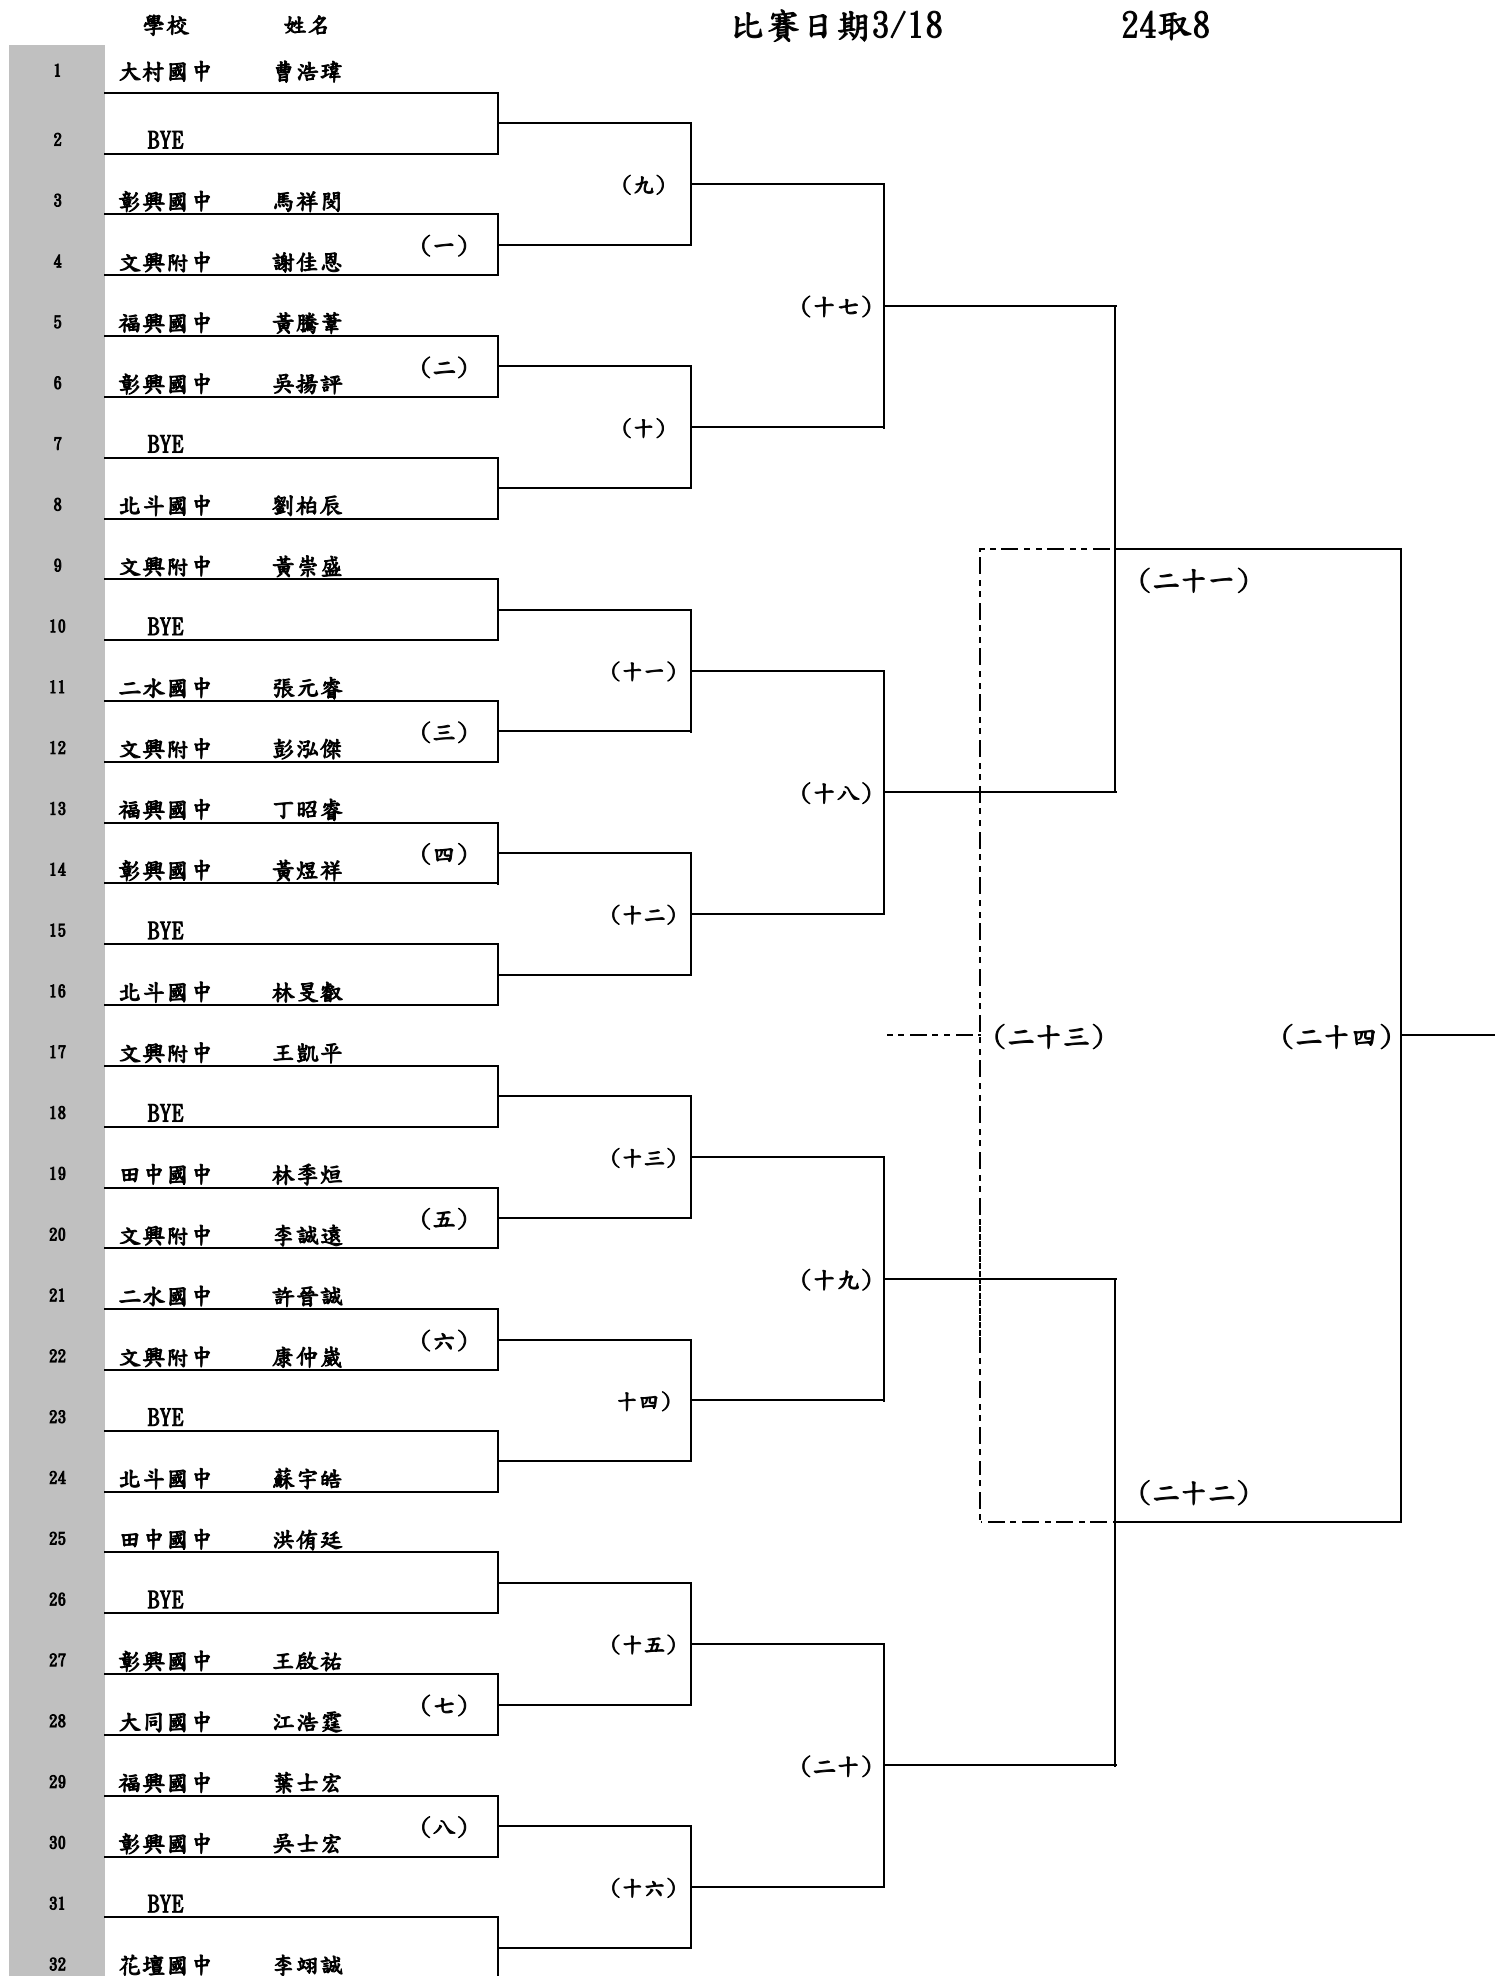 學校 姓名 比賽日期3/18 24取8
1 大村國中 曹浩瑋
2 BYE
(九)
3 彰興國中 馬祥閔
(一)
4 文興附中 謝佳恩
(十七)
5 福興國中 黃騰葦
(二)
6 彰興國中 吳揚評
(十)
7 BYE
8 北斗國中 劉柏辰
9 文興附中 黃崇盛
(二十一)
10 BYE
(十一)
11 二水國中 張元睿
(三)
12 文興附中 彭泓傑
(十八)
13 福興國中 丁昭睿
(四)
14 彰興國中 黃煜祥
(十二)
15 BYE
16 北斗國中 林旻叡
(二十三) (二十四)
17 文興附中 王凱平
18 BYE
(十三)
19 田中國中 林季烜
(五)
20 文興附中 李誠遠
(十九)
21 二水國中 許晉誠
(六)
22 文興附中 康仲崴
十四)
23 BYE
24 北斗國中 蘇宇皓
(二十二)
25 田中國中 洪侑廷
26 BYE
(十五)
27 彰興國中 王啟祐
(七)
28 大同國中 江浩霆
(二十)
29 福興國中 葉士宏
(八)
30 彰興國中 吳士宏
(十六)
31 BYE
32 花壇國中 李翊誠